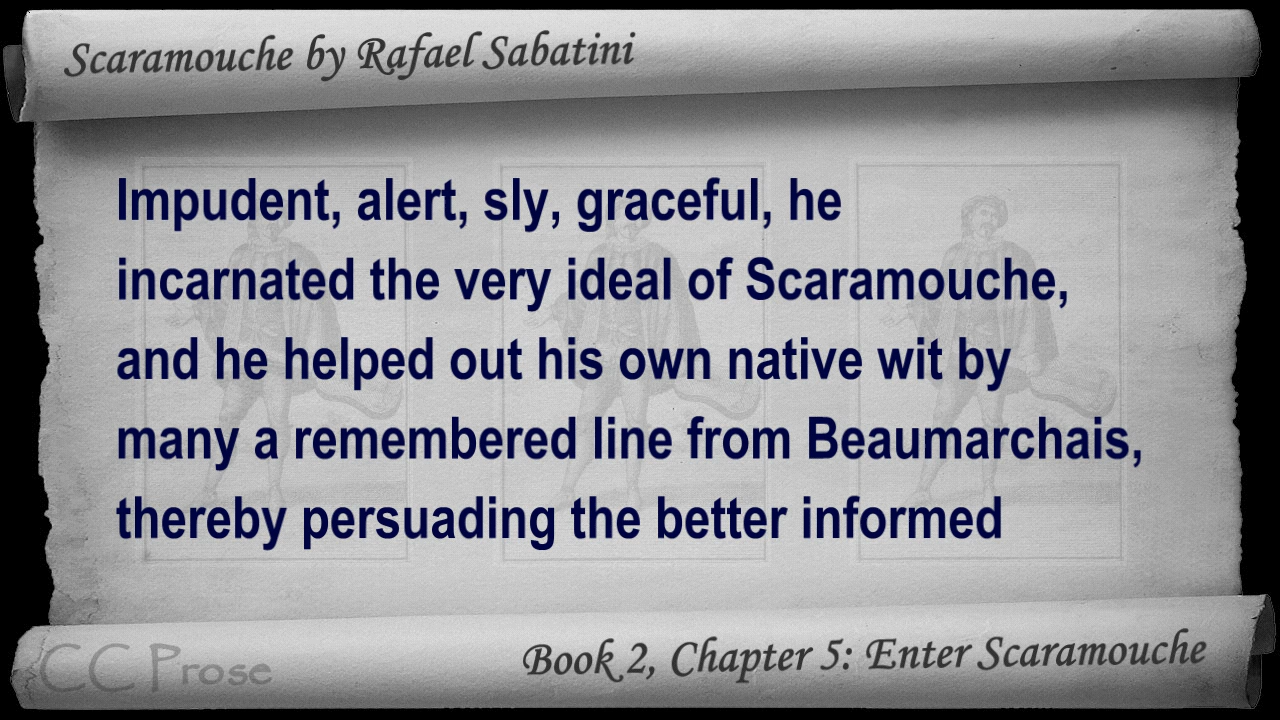 Scaramouche by Rafael Sabatini
Impudent, alert, sly, graceful, he
incarnated the very ideal of Scaramouche,
and he helped out his own native wit by
many a remembered line from Beaumarchais,
thereby persuading the better informed
CC Prose
Book 2, Chapter 5: Enter Scaramouche